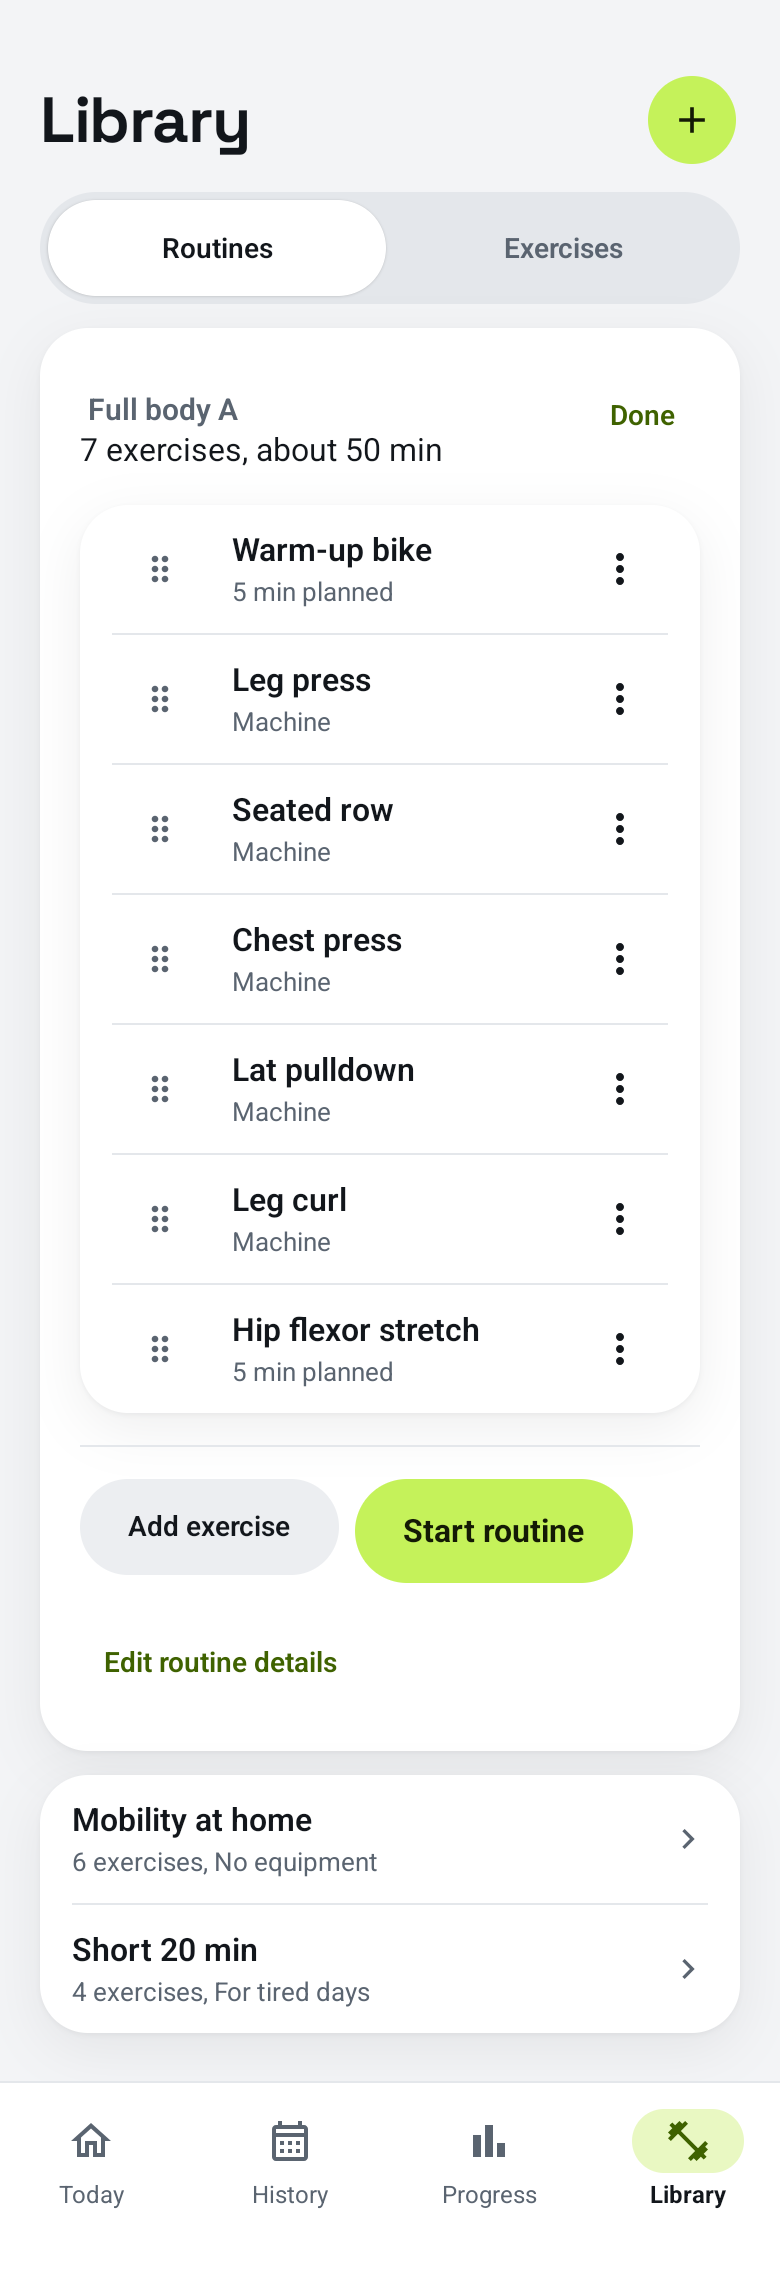 Library
Routines
Exercises
Full body A
Done
7 exercises, about 50 min
Warm-up bike
5 min planned
Leg press
Machine
Seated row
Machine
Chest press
Machine
Lat pulldown
Machine
Leg curl
Machine
Hip flexor stretch
5 min planned
Add exercise
Start routine
Edit routine details
Mobility at home
6 exercises, No equipment
Short 20 min
4 exercises, For tired days
Today
History
Progress
Library